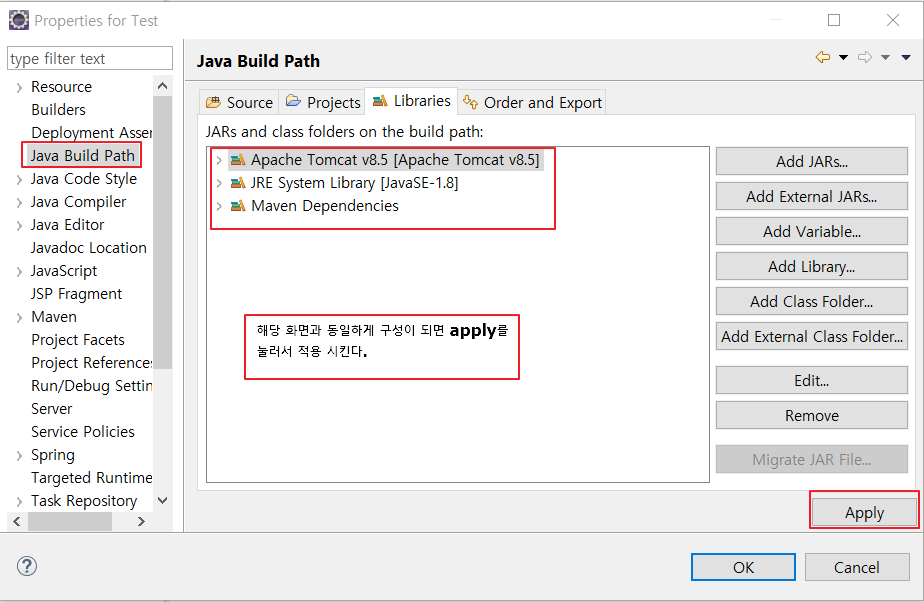 Properties for Test
type filter text
Java Build Path
Resource
Builders
Deployment Asser
Java Build Path
Java Code Style
Java Compiler
Java Editor
Javadoc Location
JavaScript
JSP Fragment
Maven
Project Facets
Project References
Run/Debug Settin
Server
Service Policies
Spring
Targeted Runtime
Task Repository
Source
Projects
Libraries
Order and Export
JARs and class folders on the build path:
Apache Tomcat v8.5 [Apache Tomcat v8.5]
JRE System Library [JavaSE-1.8]
Maven Dependencies
해당 화면과 동일하게 구성이 되면 apply를
눌러서 적용 시킨다.
Add JARs...
Add External JARs...
Add Variable...
Add Library...
Add Class Folder...
Add External Class Folder...
Edit...
Remove
Migrate JAR File...
Apply
OK
Cancel